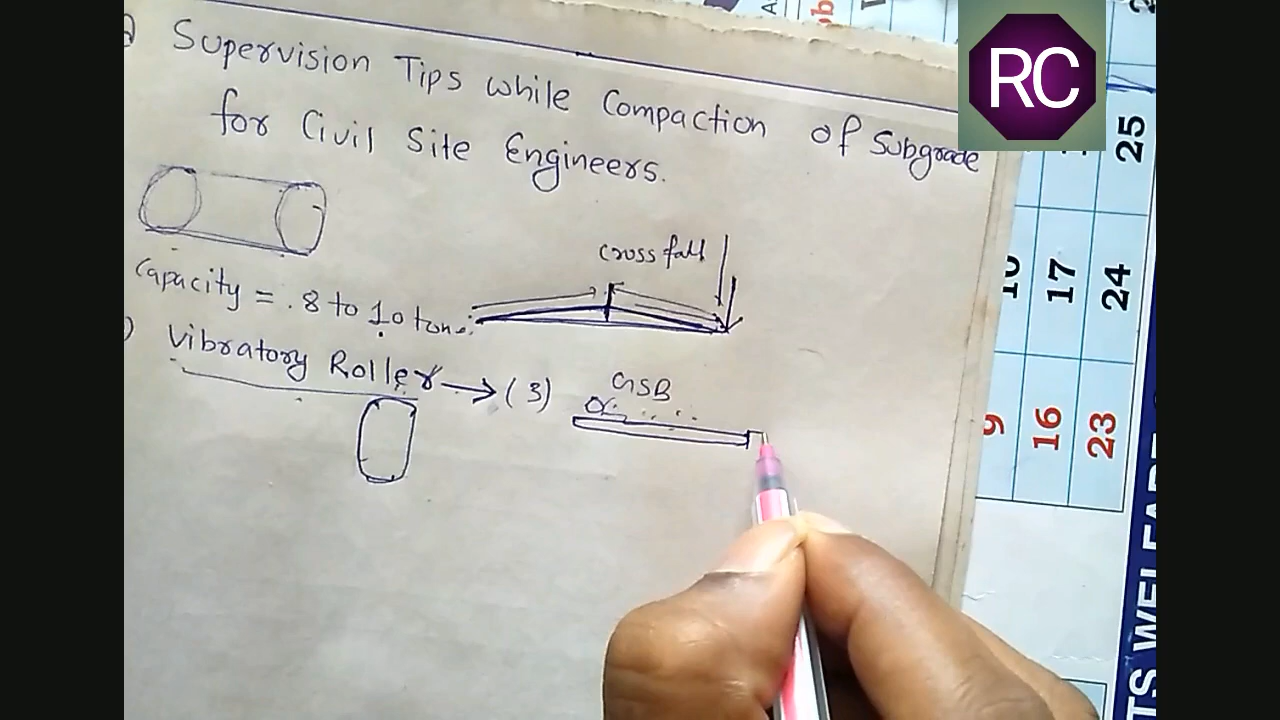 Supervision Tips while Compaction of Subgrade
for Civil Site Engineers.
Cross fall
Capacity = .8 to 10 tone.
Vibratory Roller → (3)
GSB
RC
25
17
24
9
16
23